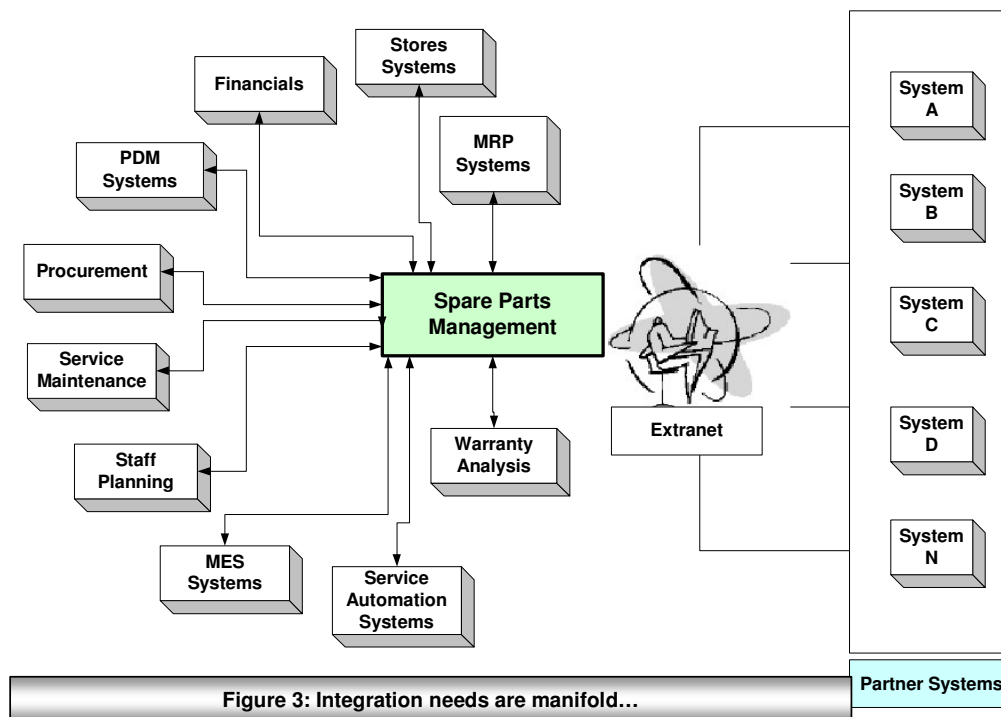 Stores
Systems
Financials
MRP
Systems
PDM
Systems
Procurement
Spare Parts
Management
Service
Maintenance
Staff
Planning
Warranty
Analysis
MES
Systems
Service
Automation
Systems
Extranet
System
A
System
B
System
C
System
D
System
N
Partner Systems
Figure 3: Integration needs are manifold…